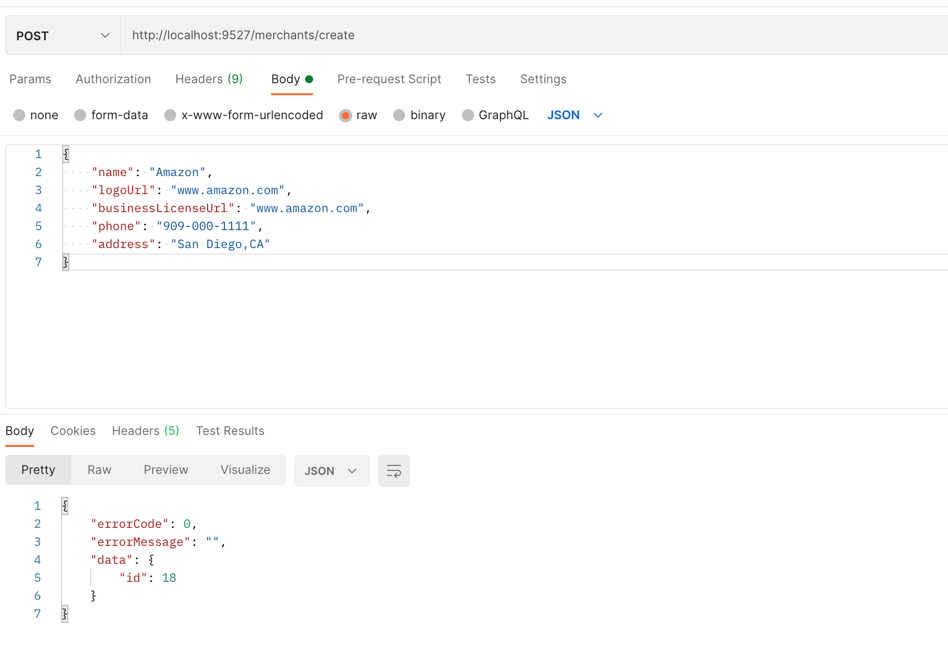 POST http://localhost:9527/merchants/create
Params Authorization Headers (9) Body Pre-request Script Tests Settings
none form-data x-www-form-urlencoded raw binary GraphQL JSON
1 {
2 "name": "Amazon",
3 "logoUrl": "www.amazon.com",
4 "businessLicenseUrl": "www.amazon.com",
5 "phone": "909-000-1111",
6 "address": "San Diego,CA"
7 }
Body Cookies Headers (5) Test Results
Pretty Raw Preview Visualize JSON
1 {
2 "errorCode": 0,
3 "errorMessage": "",
4 "data": {
5 "id": 18
6 }
7 }